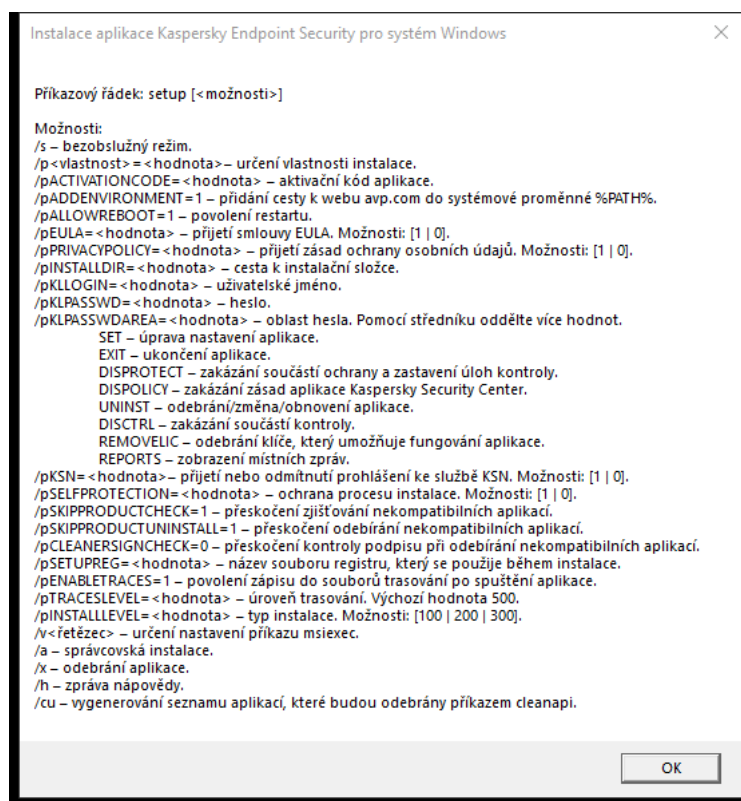 Instalace aplikace Kaspersky Endpoint Security pro systém Windows
Příkazový řádek: setup [<možnosti>]
Možnosti:
/s – bezobslužný režim.
/p<vlastnost>=<hodnota>– určení vlastnosti instalace.
/pACTIVATIONCODE=<hodnota> – aktivační kód aplikace.
/pADDENVIRONMENT=1 – přidání cesty k webu avp.com do systémové proměnné %PATH%.
/pALLOWREBOOT=1 – povolení restartu.
/pEULA=<hodnota> – přijetí smlouvy EULA. Možnosti: [1 | 0].
/pPRIVACYPOLICY=<hodnota> – přijetí zásad ochrany osobních údajů. Možnosti: [1 | 0].
/pINSTALLDIR=<hodnota> – cesta k instalační složce.
/pKLLOGIN=<hodnota> – uživatelské jméno.
/pKLPASSWD=<hodnota> – heslo.
/pKLPASSWDAREA=<hodnota> – oblast hesla. Pomocí středníku oddělte více hodnot.
SET – úprava nastavení aplikace.
EXIT – ukončení aplikace.
DISPROTECT – zakázání součástí ochrany a zastavení úloh kontroly.
DISPOLICY – zakázání zásad aplikace Kaspersky Security Center.
UNINST – odebrání/změna/obnovení aplikace.
DISCTRL – zakázání součástí kontroly.
REMOVELIC – odebrání klíče, který umožňuje fungování aplikace.
REPORTS – zobrazení místních zpráv.
/pKSN=<hodnota>– přijetí nebo odmítnutí prohlášení ke službě KSN. Možnosti: [1 | 0].
/pSELFPROTECTION=<hodnota> – ochrana procesu instalace. Možnosti: [1 | 0].
/pSKIPPRODUCTCHECK=1 – přeskočení zjišťování nekompatibilních aplikací.
/pSKIPPRODUCTUNINSTALL=1 – přeskočení odebírání nekompatibilních aplikací.
/pCLEANERSIGNCHECK=0 – přeskočení kontroly podpisu při odebírání nekompatibilních aplikací.
/pSETUPREG=<hodnota> – název souboru registru, který se použije během instalace.
/pENABLETRACES=1 – povolení zápisu do souborů trasování po spuštění aplikace.
/pTRACESLEVEL=<hodnota> – úroveň trasování. Výchozí hodnota 500.
/pINSTALLLEVEL=<hodnota> – typ instalace. Možnosti: [100 | 200 | 300].
/v<řetězec> – určení nastavení příkazu msiexec.
/a – správcovská instalace.
/x – odebrání aplikace.
/h – zpráva nápovědy.
/cu – vygenerování seznamu aplikací, které budou odebrány příkazem cleanapi.
OK